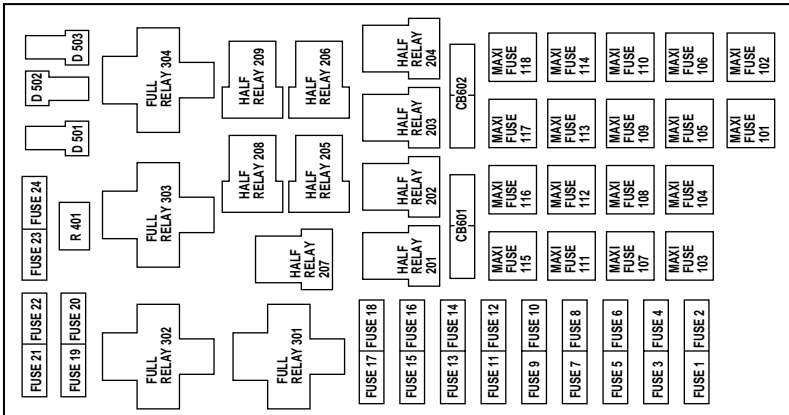 D 503
D 502
D 501
FULL
RELAY 304
HALF
RELAY 209
HALF
RELAY 206
HALF
RELAY
204
CB602
MAXI
FUSE
118
MAXI
FUSE
114
MAXI
FUSE
110
MAXI
FUSE
106
MAXI
FUSE
102
HALF
RELAY
203
MAXI
FUSE
117
MAXI
FUSE
113
MAXI
FUSE
109
MAXI
FUSE
105
MAXI
FUSE
101
FUSE 24
FUSE 23
R 401
FULL
RELAY 303
HALF
RELAY 208
HALF
RELAY 205
HALF
RELAY
202
CB601
MAXI
FUSE
116
MAXI
FUSE
112
MAXI
FUSE
108
MAXI
FUSE
104
HALF
RELAY
207
HALF
RELAY
201
MAXI
FUSE
115
MAXI
FUSE
111
MAXI
FUSE
107
MAXI
FUSE
103
FUSE 22
FUSE 21
FUSE 20
FUSE 19
FULL
RELAY 302
FULL
RELAY 301
FUSE 18
FUSE 17
FUSE 16
FUSE 15
FUSE 14
FUSE 13
FUSE 12
FUSE 11
FUSE 10
FUSE 9
FUSE 8
FUSE 7
FUSE 6
FUSE 5
FUSE 4
FUSE 3
FUSE 2
FUSE 1